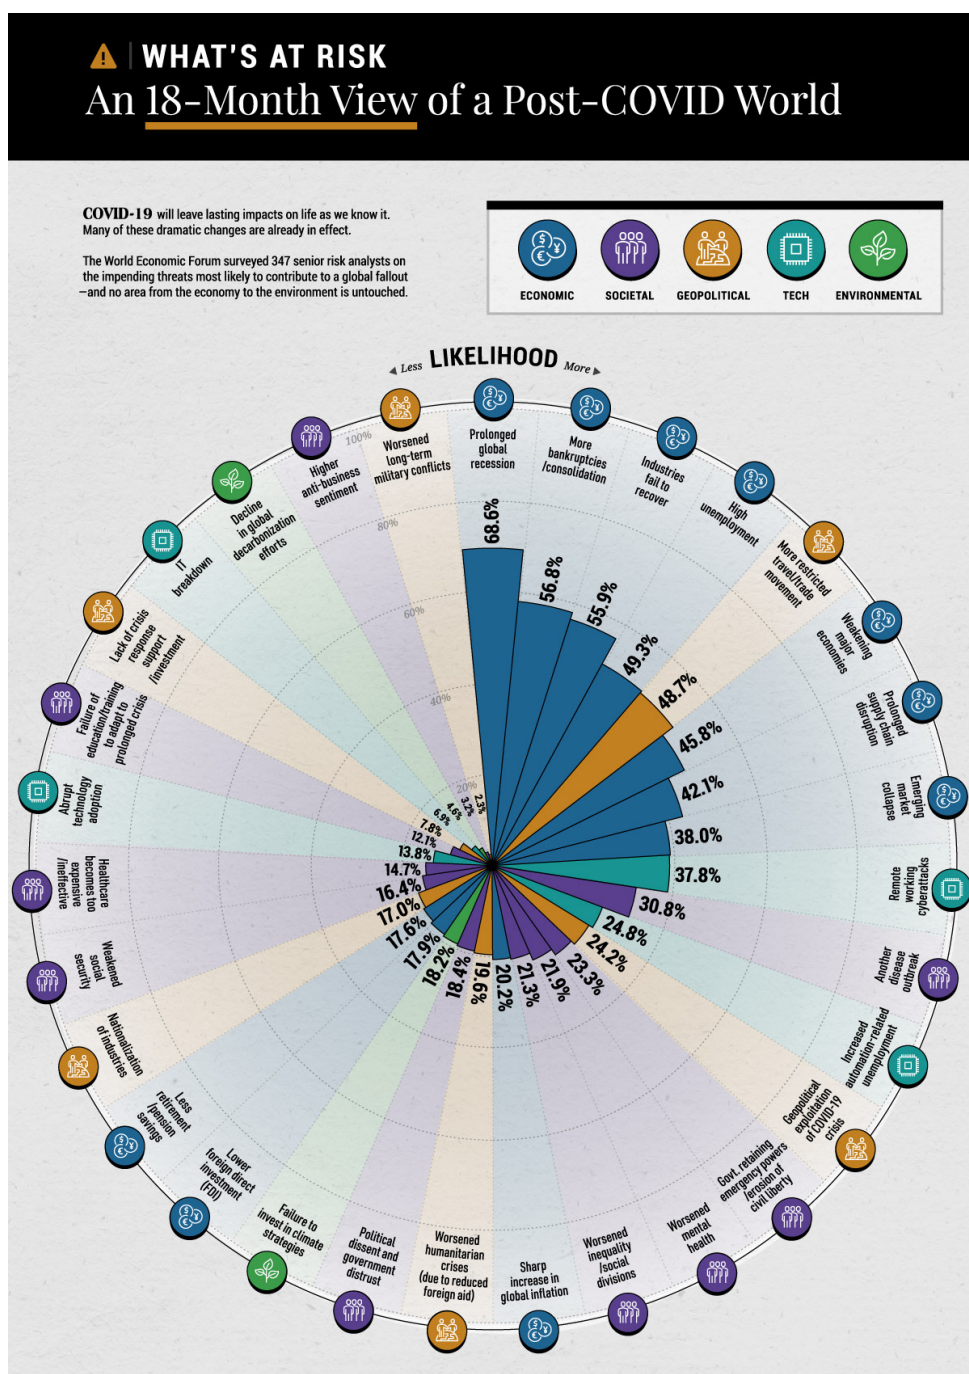 WHAT'S AT RISK
An 18-Month View of a Post-COVID World
COVID-19 will leave lasting impacts on life as we know it.
Many of these dramatic changes are already in effect.
The World Economic Forum surveyed 347 senior risk analysts on
the impending threats most likely to contribute to a global fallout
—and no area from the economy to the environment is untouched.
ECONOMIC
SOCIETAL
GEOPOLITICAL
TECH
ENVIRONMENTAL
Less LIKELIHOOD More
100%
80%
60%
40%
20%
Prolonged
global
recession
68.6%
More
bankruptcies
/consolidation
56.8%
Industries
fail to
recover
55.9%
High
unemployment
49.3%
More restricted
travel/trade
movement
48.7%
Weakening
major
economies
45.8%
Prolonged
supply chain
disruption
42.1%
Emerging
market
collapse
38.0%
Remote
working
cyberattacks
37.8%
Another
disease
outbreak
30.8%
Increased
automation-related
unemployment
24.8%
Geopolitical
exploitation
of COVID-19
crisis
24.2%
Govt. retaining
emergency powers
/erosion of
civil liberty
23.3%
Worsened
mental
health
21.9%
Worsened
inequality
/social
divisions
21.3%
Sharp
increase in
global inflation
20.2%
Worsened
humanitarian
crises
(due to reduced
foreign aid)
19.6%
Political
dissent and
government
distrust
18.4%
Failure to
invest in climate
strategies
18.2%
Lower
foreign direct
investment
(FDI)
17.9%
Less
retirement
/pension
savings
17.6%
Nationalization
of industries
17.0%
Weakened
social
security
16.4%
Healthcare
becomes too
expensive
/ineffective
14.7%
Abrupt
technology
adoption
13.8%
Failure of
education/training
to adapt to
prolonged crisis
12.1%
Lack of crisis
response
support
/investment
7.8%
IT
breakdown
6.9%
Decline
in global
decarbonization
efforts
4.6%
Higher
anti-business
sentiment
3.2%
Worsened
long-term
military conflicts
2.3%